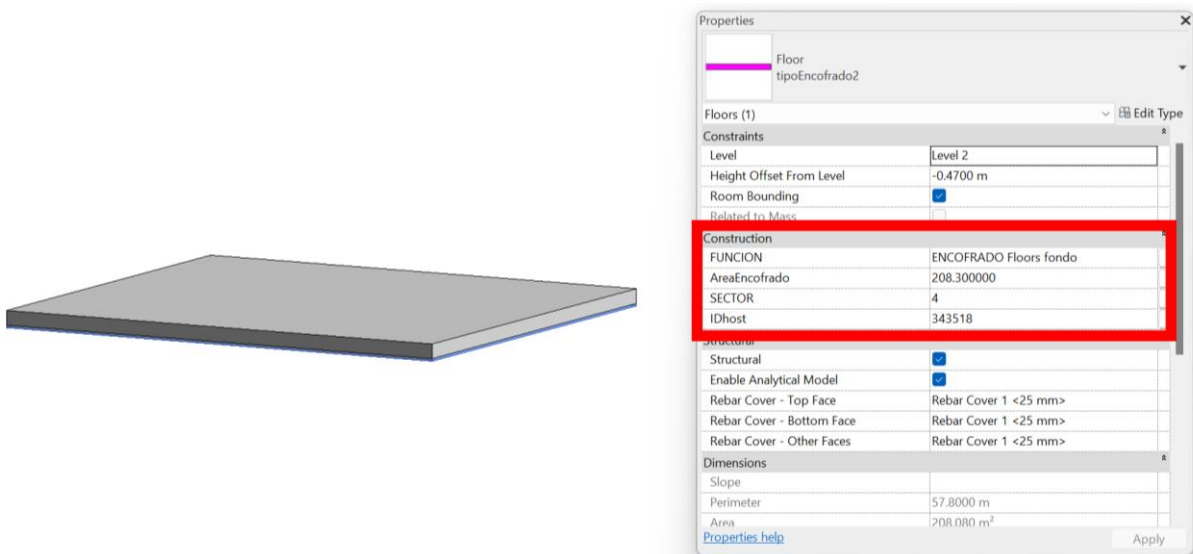 Properties
Floor
tipoEncofrado2
Floors (1)
Edit Type
Constraints
Level Level 2
Height Offset From Level -0.4700 m
Room Bounding
Related to Mass
Construction
FUNCION ENCOFRADO Floors fondo
AreaEncofrado 208.300000
SECTOR 4
IDhost 343518
Structural
Structural
Enable Analytical Model
Rebar Cover - Top Face Rebar Cover 1 <25 mm>
Rebar Cover - Bottom Face Rebar Cover 1 <25 mm>
Rebar Cover - Other Faces Rebar Cover 1 <25 mm>
Dimensions
Slope
Perimeter 57.8000 m
Area 208.080 m²
Properties help
Apply